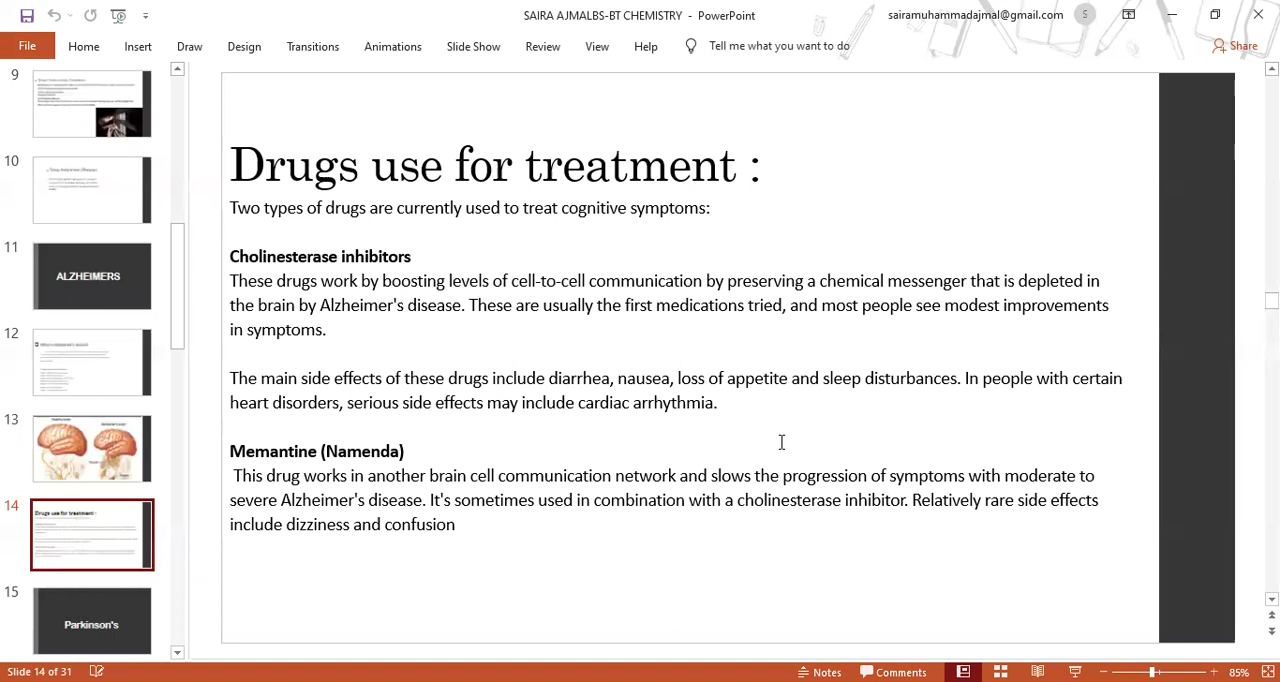 SAIRA AJMALBS-BT CHEMISTRY - PowerPoint
sairamuhammadajmal@gmail.com
S
File
Home
Insert
Draw
Design
Transitions
Animations
Slide Show
Review
View
Help
Tell me what you want to do
Share
9
10
11
ALZHEIMERS
12
13
14
Drugs use for treatment :
15
Parkinson's
Drugs use for treatment :
Two types of drugs are currently used to treat cognitive symptoms:
Cholinesterase inhibitors
These drugs work by boosting levels of cell-to-cell communication by preserving a chemical messenger that is depleted in
the brain by Alzheimer's disease. These are usually the first medications tried, and most people see modest improvements
in symptoms.
The main side effects of these drugs include diarrhea, nausea, loss of appetite and sleep disturbances. In people with certain
heart disorders, serious side effects may include cardiac arrhythmia.
Memantine (Namenda)
This drug works in another brain cell communication network and slows the progression of symptoms with moderate to
severe Alzheimer's disease. It's sometimes used in combination with a cholinesterase inhibitor. Relatively rare side effects
include dizziness and confusion
Slide 14 of 31
Notes
Comments
85%